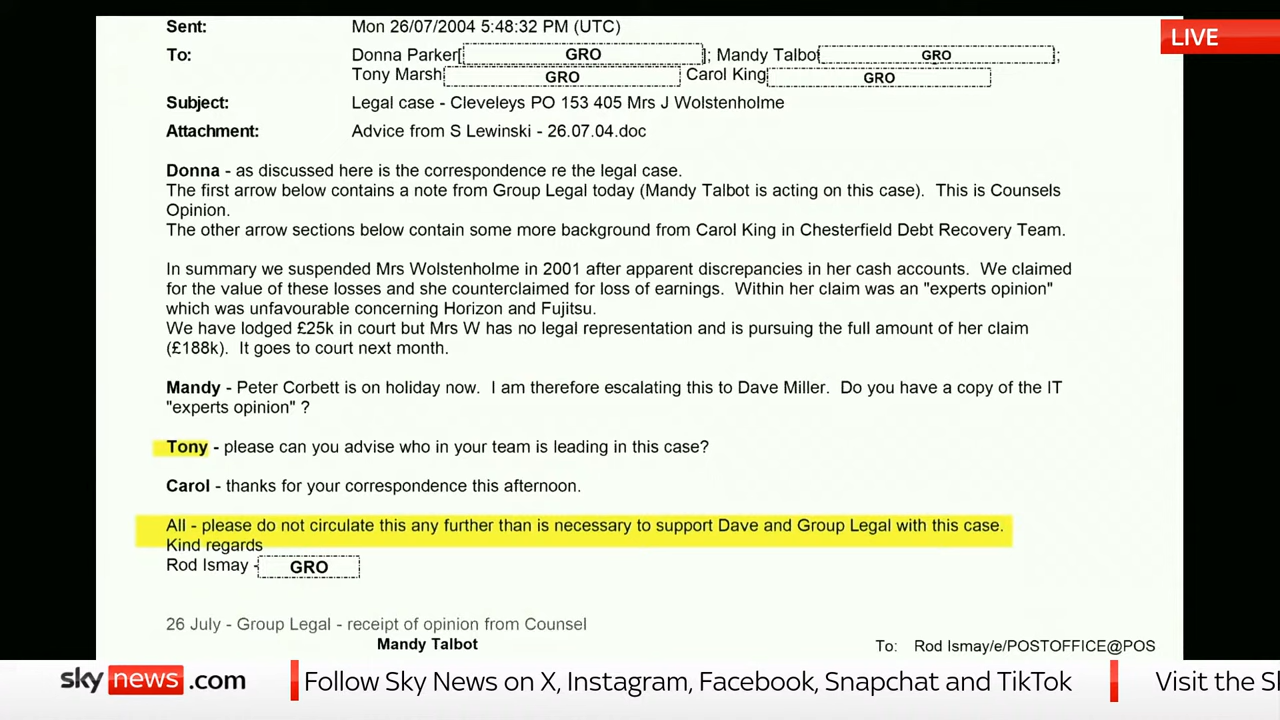 Sent: Mon 26/07/2004 5:48:32 PM (UTC)
LIVE
To: Donna Parker[ GRO ]; Mandy Talbot GRO ;
Tony Marsh GRO Carol King GRO
Subject: Legal case - Cleveleys PO 153 405 Mrs J Wolstenholme
Attachment: Advice from S Lewinski - 26.07.04.doc
Donna - as discussed here is the correspondence re the legal case.
The first arrow below contains a note from Group Legal today (Mandy Talbot is acting on this case). This is Counsels
Opinion.
The other arrow sections below contain some more background from Carol King in Chesterfield Debt Recovery Team.
In summary we suspended Mrs Wolstenholme in 2001 after apparent discrepancies in her cash accounts. We claimed
for the value of these losses and she counterclaimed for loss of earnings. Within her claim was an "experts opinion"
which was unfavourable concerning Horizon and Fujitsu.
We have lodged £25k in court but Mrs W has no legal representation and is pursuing the full amount of her claim
(£188k). It goes to court next month.
Mandy - Peter Corbett is on holiday now. I am therefore escalating this to Dave Miller. Do you have a copy of the IT
"experts opinion" ?
Tony - please can you advise who in your team is leading in this case?
Carol - thanks for your correspondence this afternoon.
All - please do not circulate this any further than is necessary to support Dave and Group Legal with this case.
Kind regards
Rod Ismay - GRO
26 July - Group Legal - receipt of opinion from Counsel
Mandy Talbot
To: Rod Ismay/e/POSTOFFICE@POS
sky news .com Follow Sky News on X, Instagram, Facebook, Snapchat and TikTok Visit the